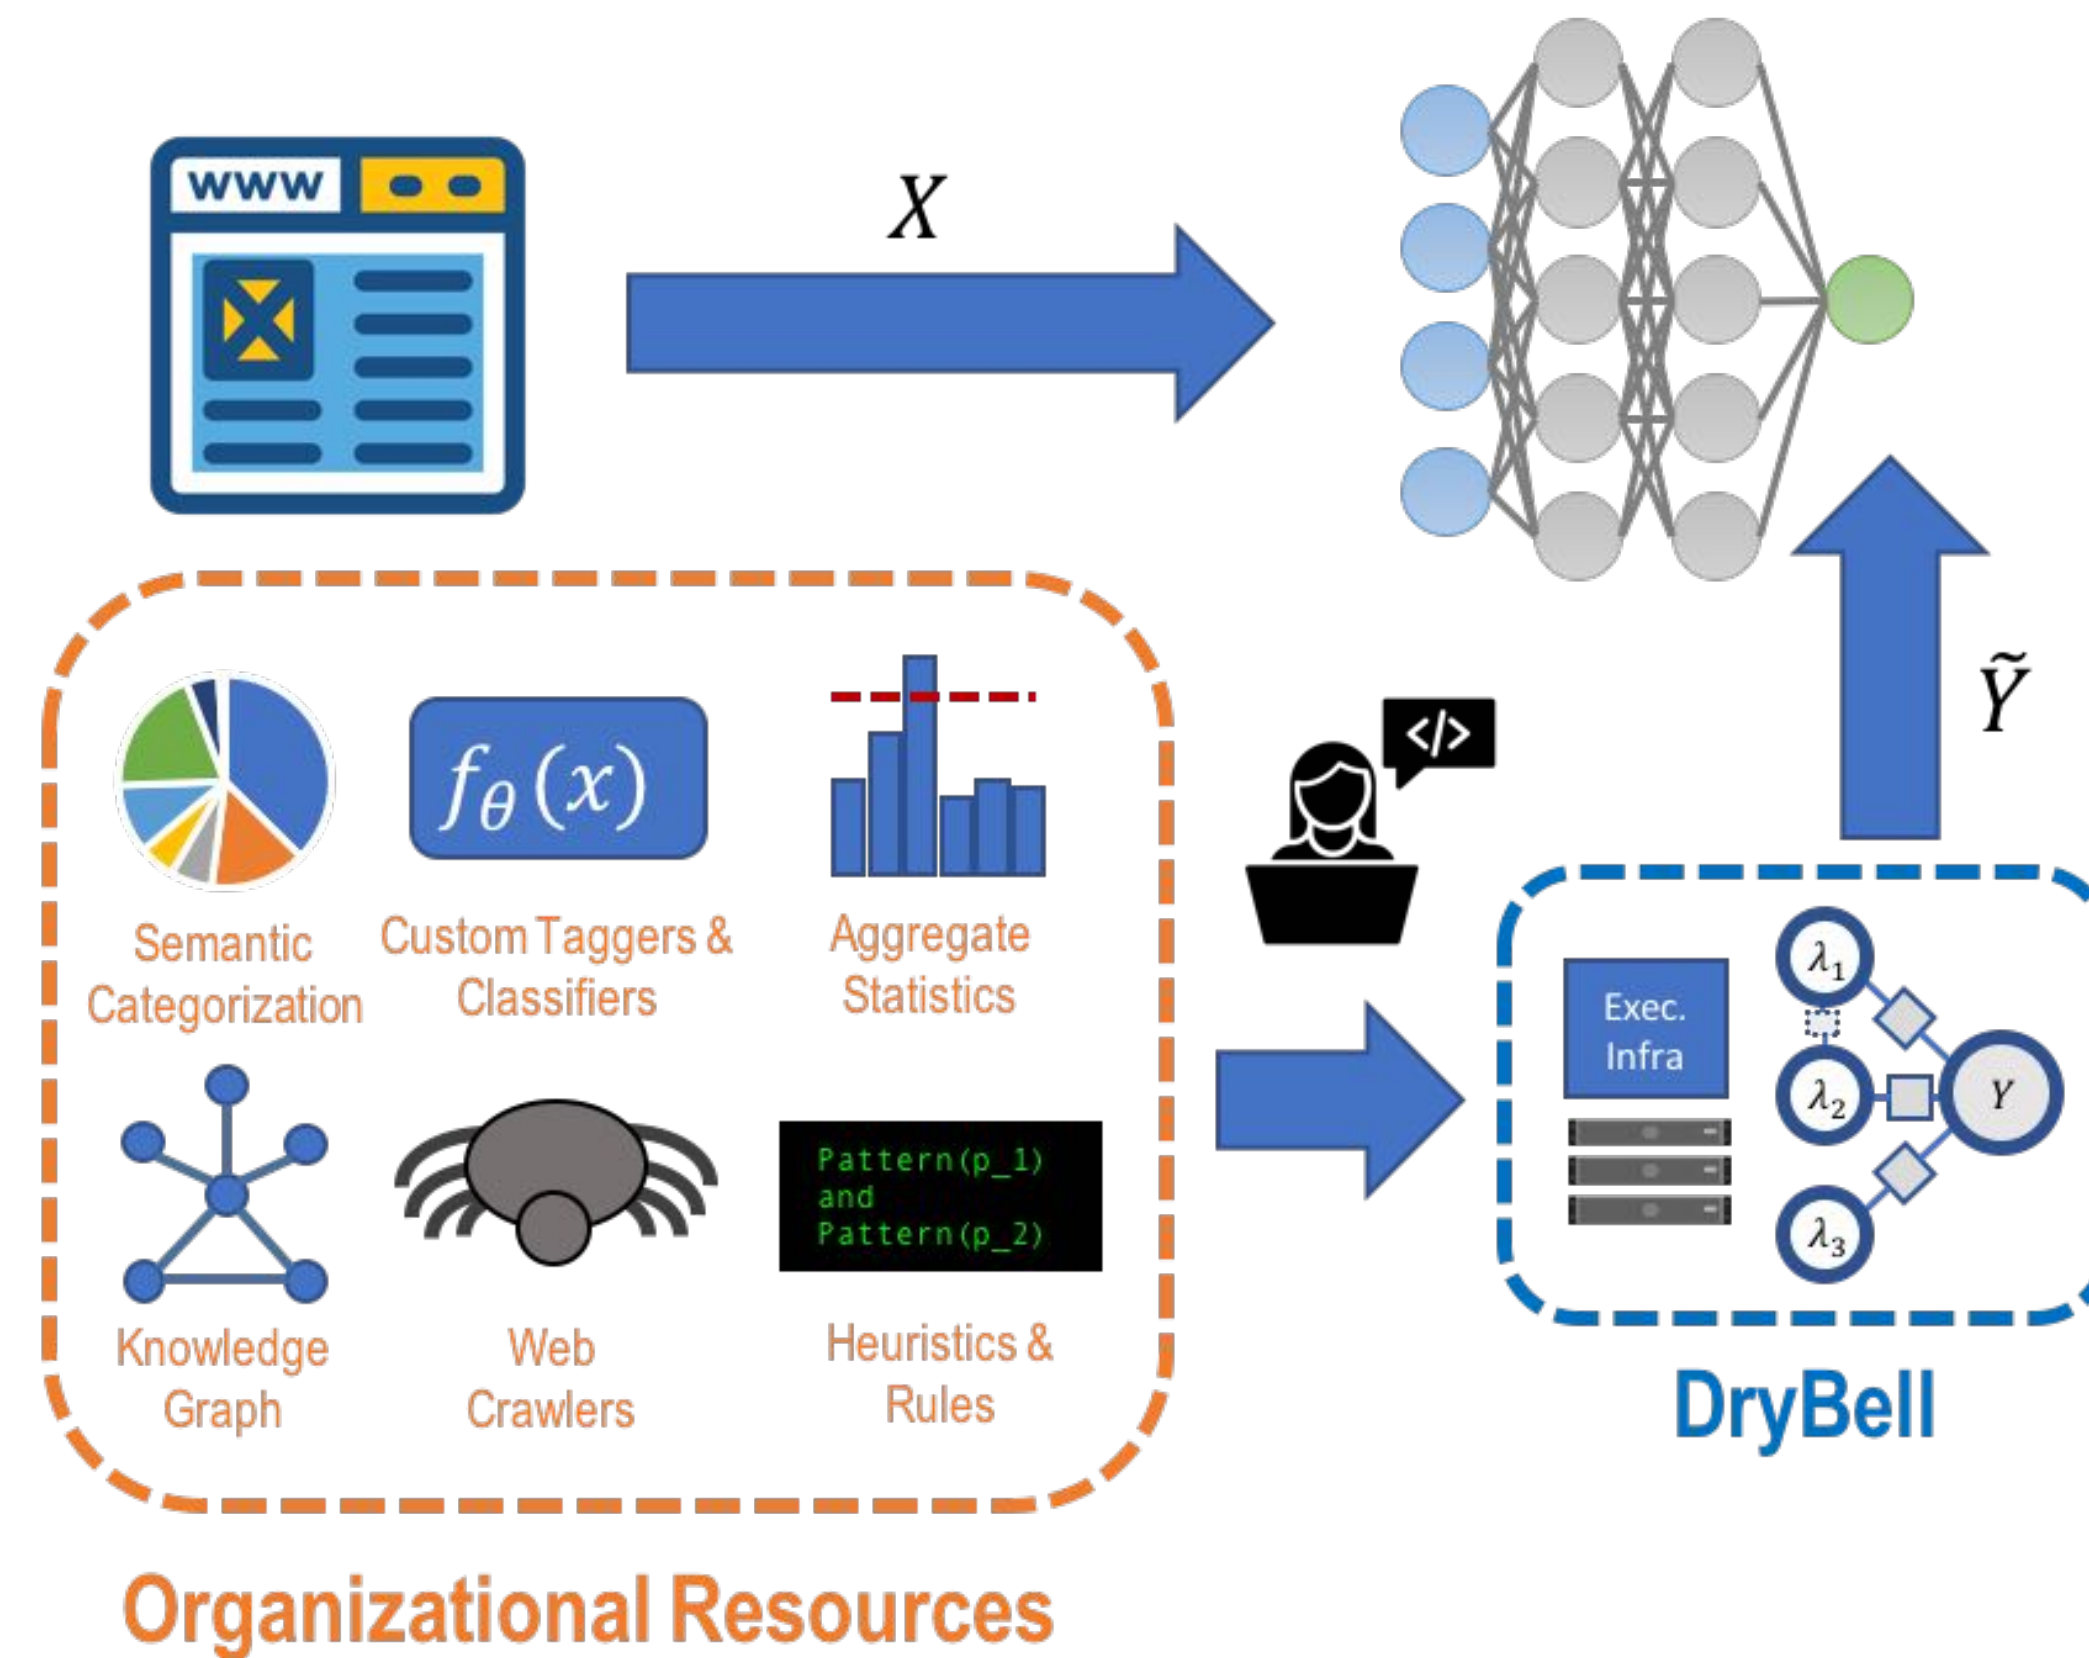 WWW
X
Ỹ
</>
f_θ(x)
Semantic
Categorization
Custom Taggers &
Classifiers
Aggregate
Statistics
Knowledge
Graph
Web
Crawlers
Pattern(p_1)
and
Pattern(p_2)
Heuristics &
Rules
Organizational Resources
Exec.
Infra
λ₁
λ₂
λ₃
Y
DryBell